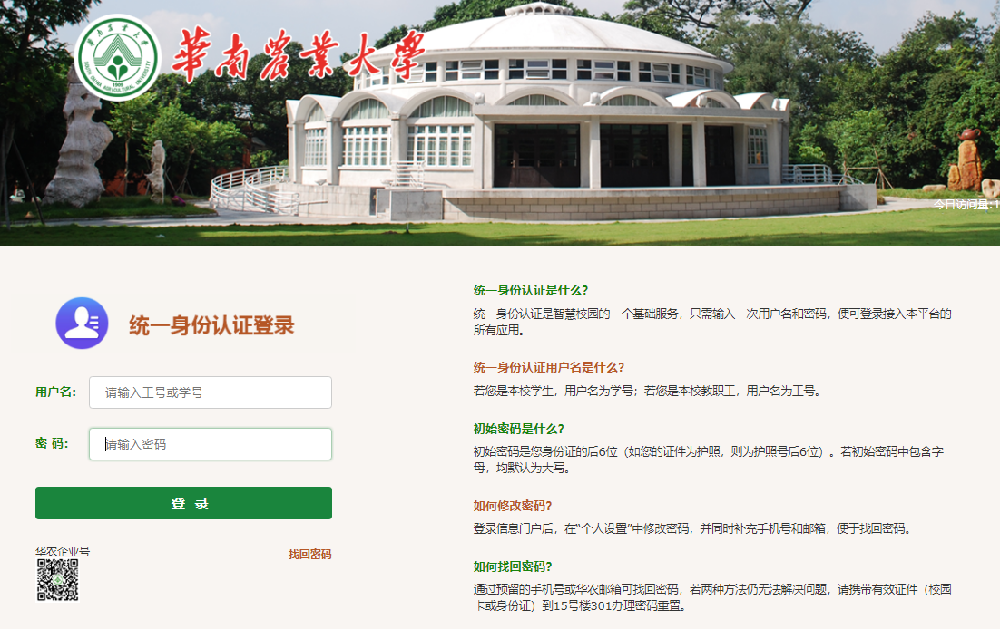 華南农业大学
华南农业大学
SOUTH CHINA AGRICULTURAL UNIVERSITY
1909
今日访问量:1
统一身份认证登录
用户名:
请输入工号或学号
密 码:
请输入密码
登 录
华农企业号
找回密码
统一身份认证是什么?
统一身份认证是智慧校园的一个基础服务，只需输入一次用户名和密码，便可登录接入本平台的
所有应用。
统一身份认证用户名是什么?
若您是本校学生，用户名为学号；若您是本校教职工，用户名为工号。
初始密码是什么?
初始密码是您身份证的后6位（如您的证件为护照，则为护照号后6位）。若初始密码中包含字
母，均默认为大写。
如何修改密码?
登录信息门户后，在“个人设置”中修改密码，并同时补充手机号和邮箱，便于找回密码。
如何找回密码?
通过预留的手机号或华农邮箱可找回密码，若两种方法仍无法解决问题，请携带有效证件（校园
卡或身份证）到15号楼301办理密码重置。